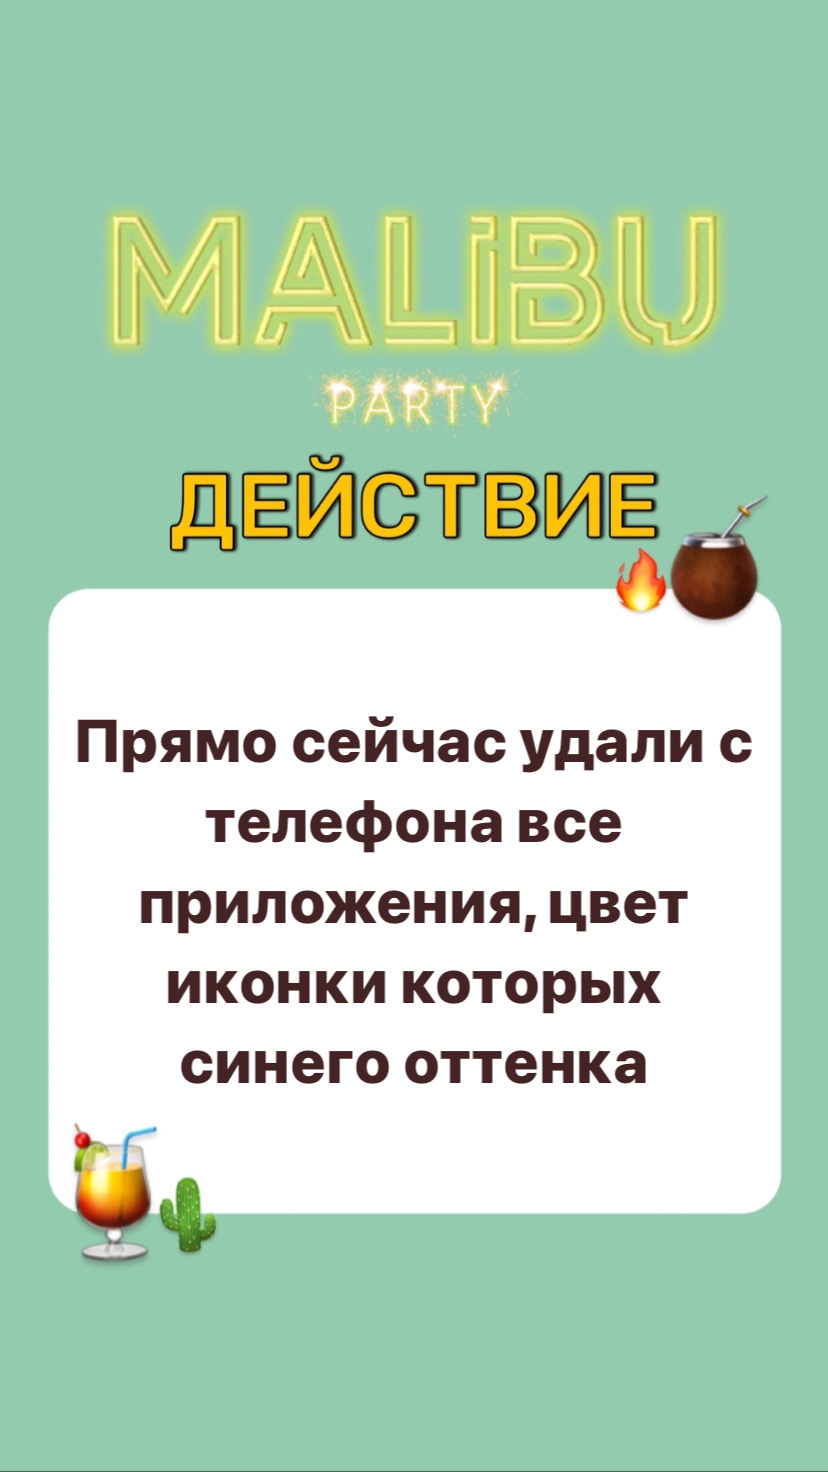 MALiBU
PARTY
ДЕЙСТВИЕ
Прямо сейчас удали с
телефона все
приложения, цвет
иконки которых
синего оттенка